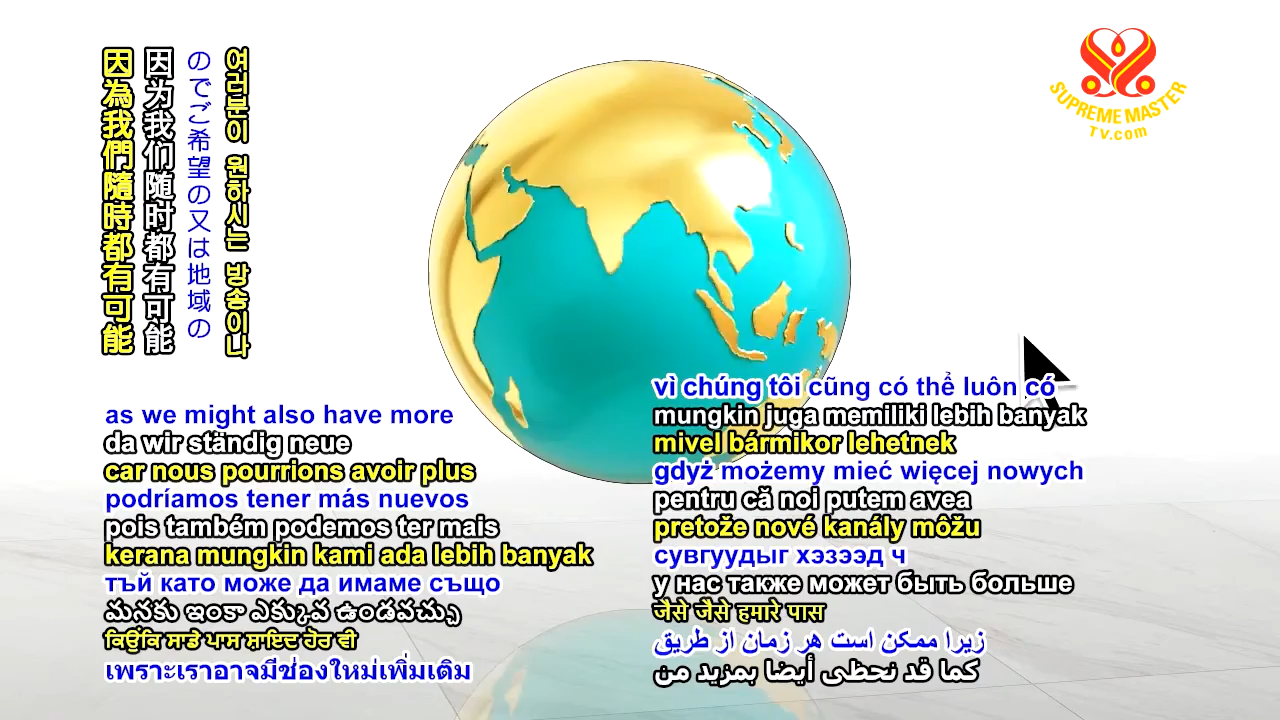 因為我們隨時都有可能
因为我们随时都有可能
のでご希望の又は地域の
여러분이 원하시는 방송이나
SUPREME MASTER
TV.com
as we might also have more
da wir ständig neue
car nous pourrions avoir plus
podríamos tener más nuevos
pois também podemos ter mais
kerana mungkin kami ada lebih banyak
тъй като може да имаме също
మనకు ఇంకా ఎక్కువ ఉండవచ్చు
ਕਿਉਂਕਿ ਸਾਡੇ ਪਾਸ ਸ਼ਾਇਦ ਹੋਰ ਵੀ
เพราะเราอาจมีช่องใหม่เพิ่มเติม
vì chúng tôi cũng có thể luôn có
mungkin juga memiliki lebih banyak
mivel bármikor lehetnek
gdyż możemy mieć więcej nowych
pentru că noi putem avea
pretože nové kanály môžu
сувгуудыг хэзээд ч
у нас также может быть больше
जैसे जैसे हमारे पास
زیرا ممکن است هر زمان از طریق
كما قد نحظى أيضا بمزيد من